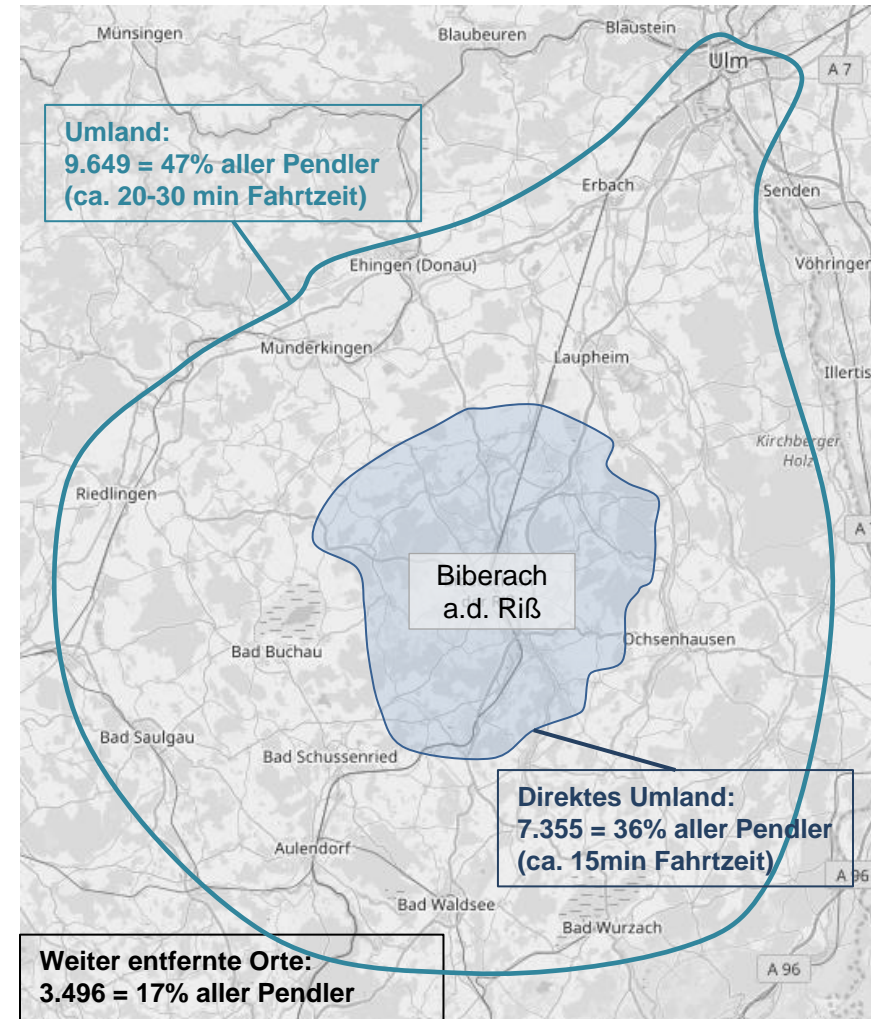 Münsingen
Blaubeuren
Blaustein
Ulm
A 7
Umland:
9.649 = 47% aller Pendler
(ca. 20-30 min Fahrtzeit)
Erbach
Senden
Ehingen (Donau)
Vöhringen
Munderkingen
Laupheim
Illertis
Kirchberger
Holz
Riedlingen
A 7
Biberach
a.d. Riß
Ochsenhausen
Bad Buchau
Bad Saulgau
Bad Schussenried
Direktes Umland:
7.355 = 36% aller Pendler
(ca. 15min Fahrtzeit)
Aulendorf
A 96
Bad Waldsee
Bad Wurzach
Weiter entfernte Orte:
3.496 = 17% aller Pendler
A 96